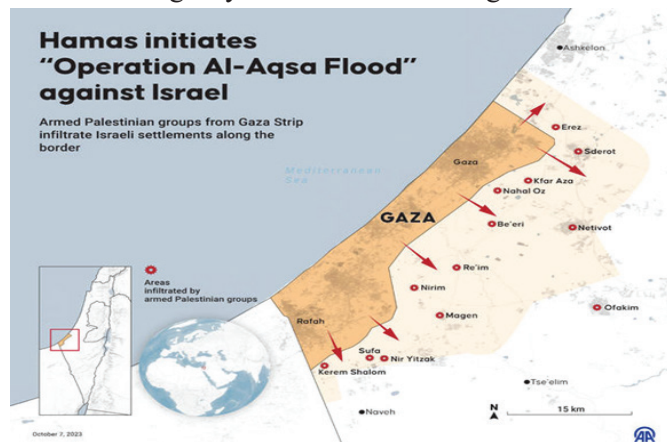 Hamas initiates
“Operation Al-Aqsa Flood”
against Israel
Armed Palestinian groups from Gaza Strip
infiltrate Israeli settlements along the
border
Ashkelon
Erez
Sderot
Gaza
Mediterranean
Sea
Kfar Aza
Nahal Oz
GAZA
Be'eri
Netivot
Re'im
Areas
infiltrated by
armed Palestinian groups
Nirim
Ofakim
Magen
Rafah
Sufa
Nir Yitzak
Kerem Shalom
Tse'elim
Naveh
N
15 km
October 7, 2023
AA